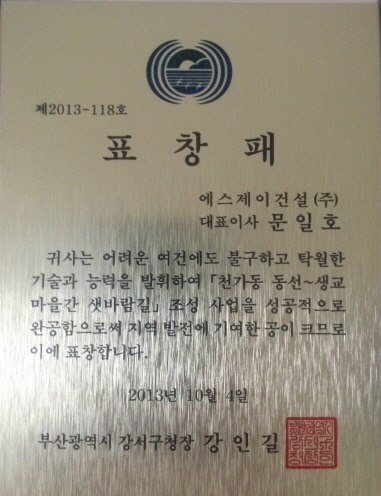 제2013-118호
표창패
에스제이건설(주)
대표이사 문일호
귀사는 어려운 여건에도 불구하고 탁월한
기술과 능력을 발휘하여 「천가동 동선~생교
마을간 샛바람길」 조성 사업을 성공적으로
완공함으로써 지역 발전에 기여한 공이 크므로
이에 표창합니다.
2013년 10월 4일
부산광역시 강서구청장 강인길